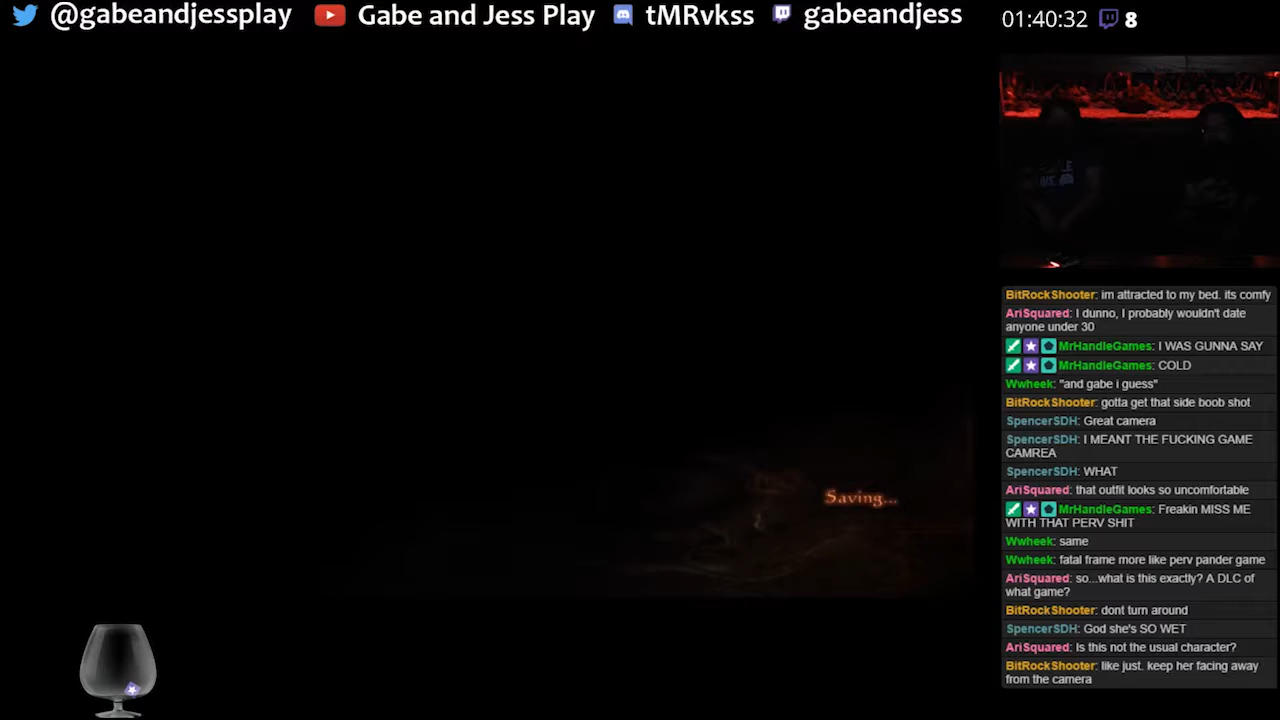 @gabeandjessplay Gabe and Jess Play tMRvkss gabeandjess
01:40:32 8
BitRockShooter: im attracted to my bed. its comfy
AriSquared: I dunno, I probably wouldn't date
anyone under 30
MrHandleGames: I WAS GUNNA SAY
MrHandleGames: COLD
Wwheek: "and gabe i guess"
BitRockShooter: gotta get that side boob shot
SpencerSDH: Great camera
SpencerSDH: I MEANT THE FUCKING GAME
CAMREA
SpencerSDH: WHAT
AriSquared: that outfit looks so uncomfortable
MrHandleGames: Freakin MISS ME
WITH THAT PERV SHIT
Wwheek: same
Wwheek: fatal frame more like perv pander game
AriSquared: so...what is this exactly? A DLC of
what game?
BitRockShooter: dont turn around
SpencerSDH: God she's SO WET
AriSquared: Is this not the usual character?
BitRockShooter: like just. keep her facing away
from the camera
Saving...